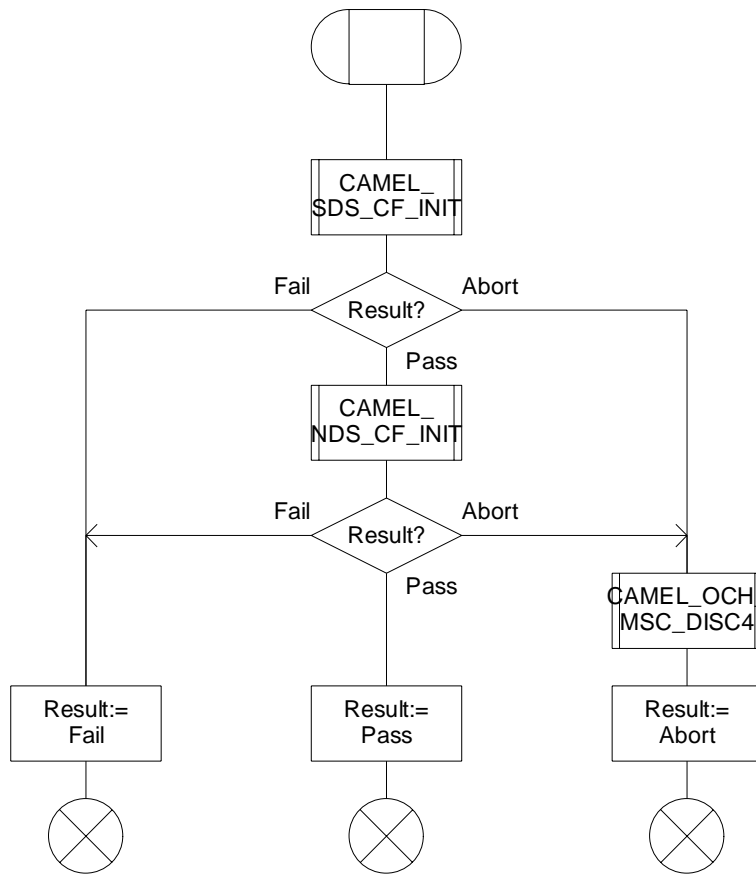 CAMEL_
SDS_CF_INIT
Fail
Abort
Result?
Pass
CAMEL_
NDS_CF_INIT
Fail
Abort
Result?
Pass
CAMEL_OCH_
MSC_DISC4
Result:=
Fail
Result:=
Pass
Result:=
Abort